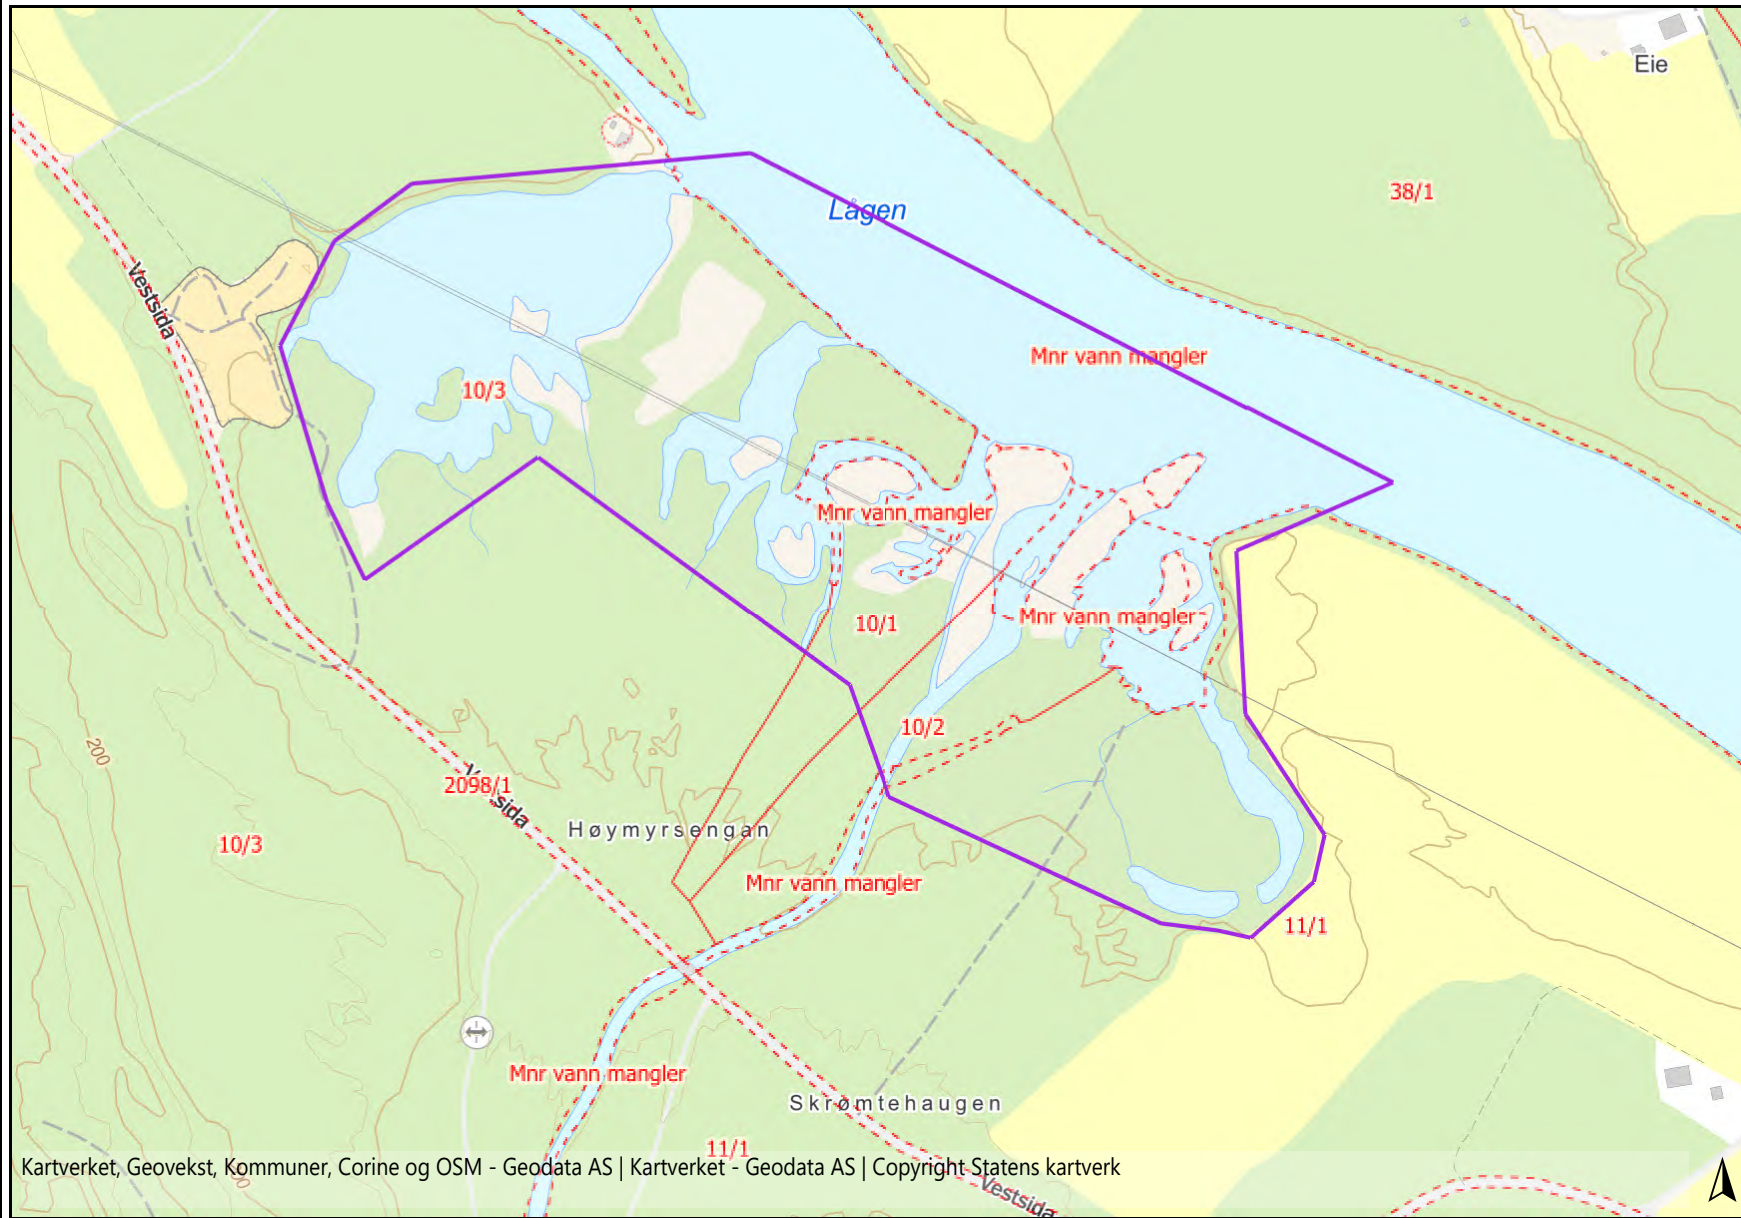 Eie
38/1
Lågen
Vestsida
Mnr vann mangler
10/3
Mnr vann mangler
Mnr vann mangler
10/1
10/2
200
2098/1
Vestsida
Høymyrsengan
10/3
Mnr vann mangler
11/1
Mnr vann mangler
Skrømtehaugen
11/1
Kartverket, Geovekst, Kommuner, Corine og OSM - Geodata AS | Kartverket - Geodata AS | Copyright Statens kartverk
Vestsida